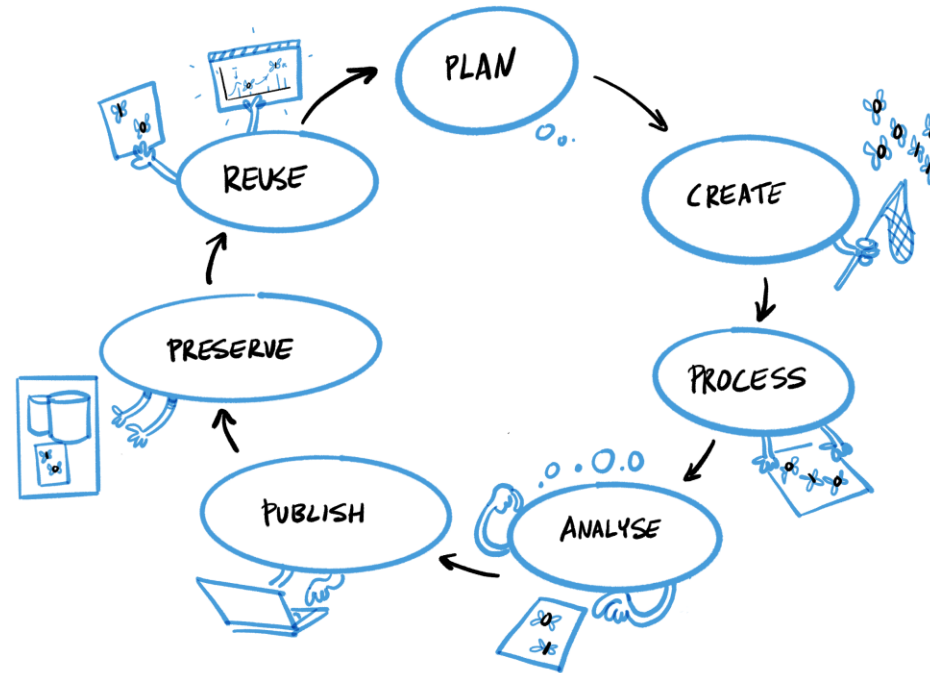 PLAN
CREATE
PROCESS
ANALYSE
PUBLISH
PRESERVE
REUSE